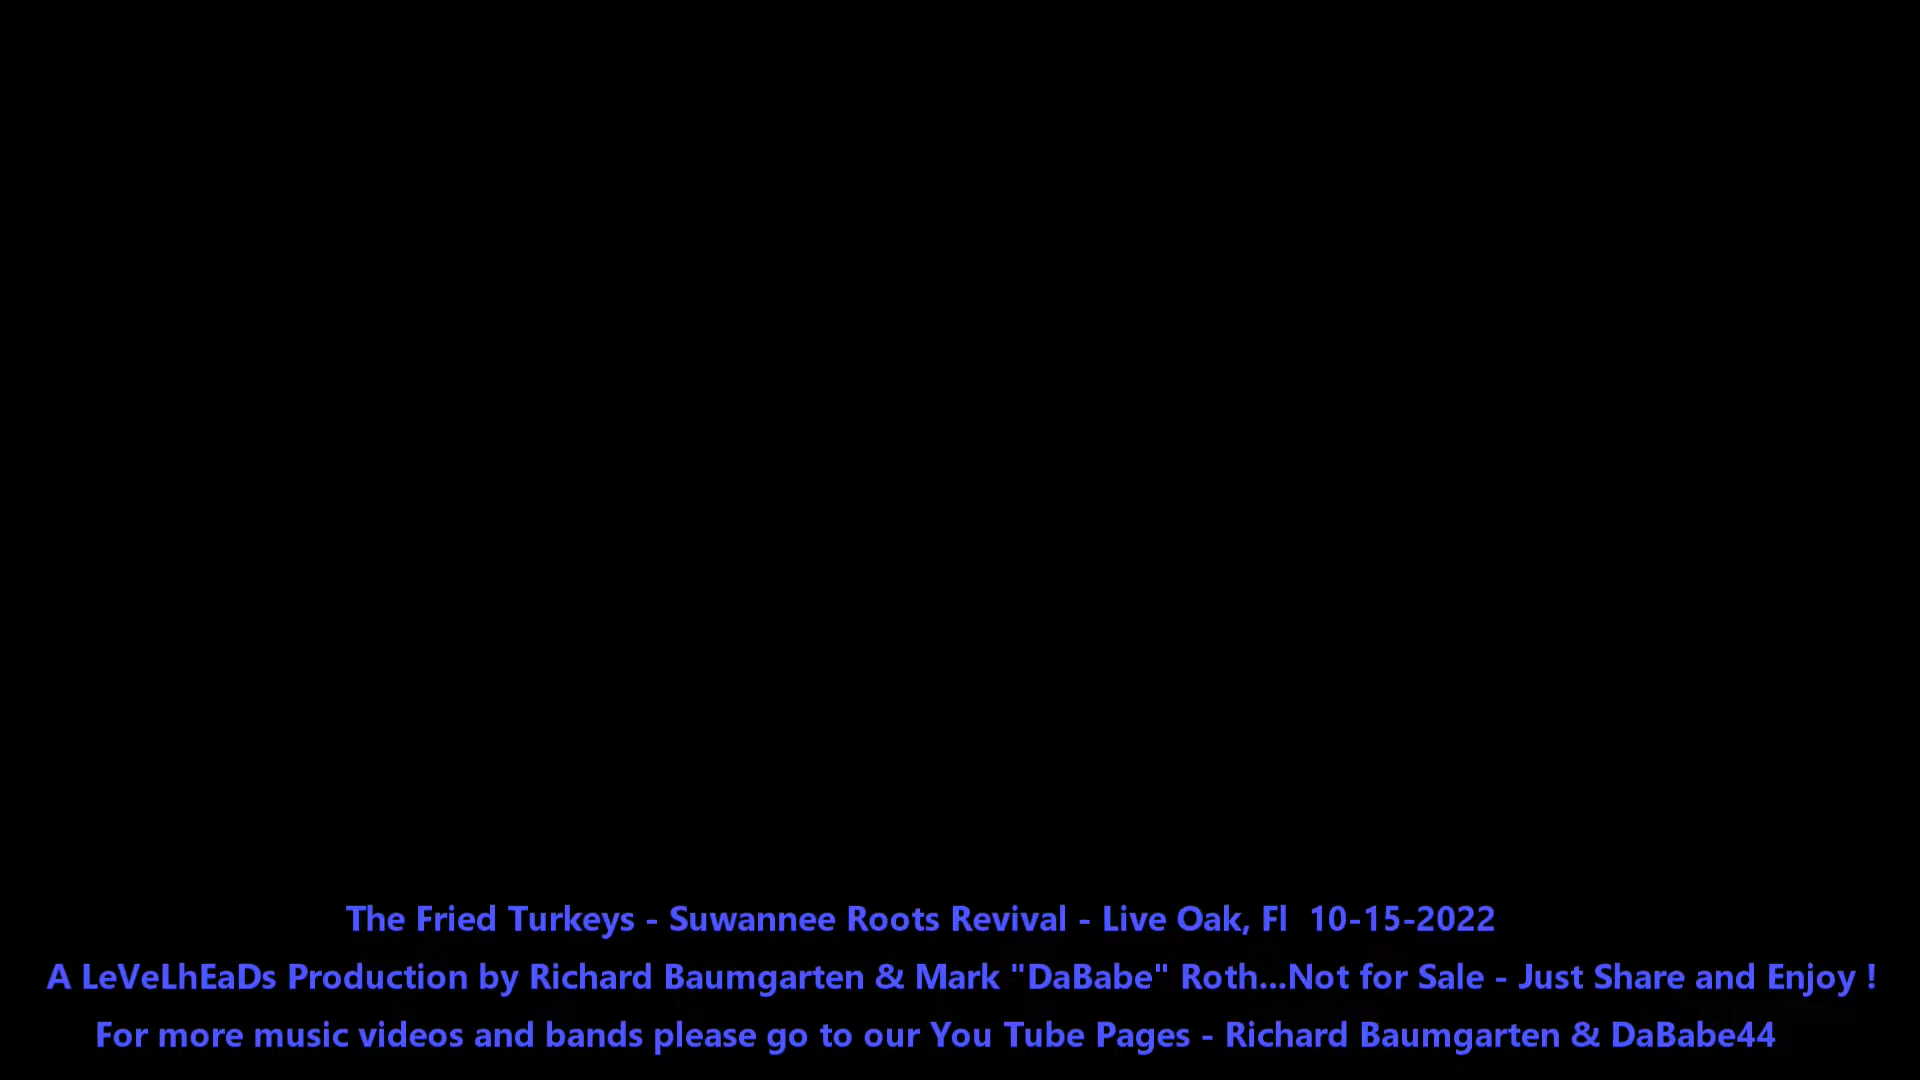 The Fried Turkeys - Suwannee Roots Revival - Live Oak, Fl  10-15-2022
A LeVeLhEaDs Production by Richard Baumgarten & Mark "DaBabe" Roth...Not for Sale - Just Share and Enjoy !
For more music videos and bands please go to our You Tube Pages - Richard Baumgarten & DaBabe44